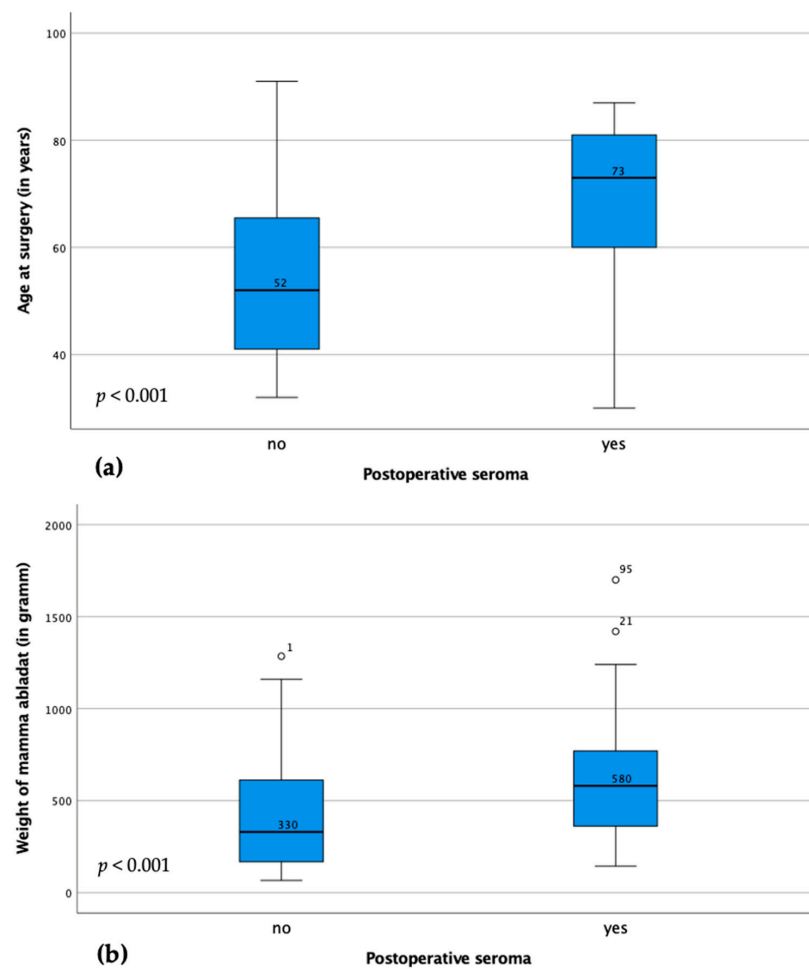 100
80
60
40
Age at surgery (in years)
52
73
p < 0.001
no
yes
(a)
Postoperative seroma
2000
1500
1000
500
0
Weight of mamma abladat (in gramm)
95
21
1
580
330
p < 0.001
no
yes
(b)
Postoperative seroma